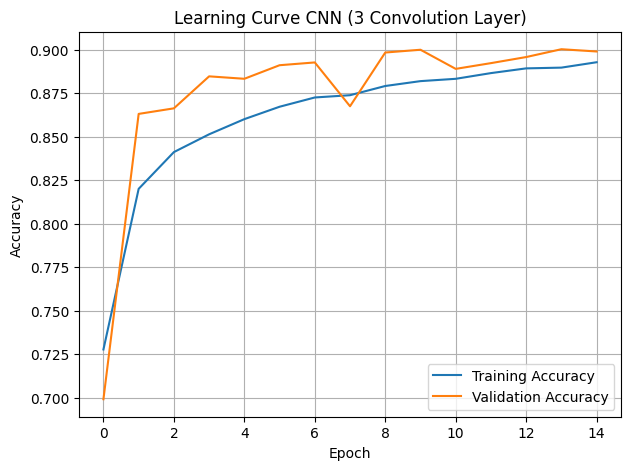 Learning Curve CNN (3 Convolution Layer)
0.900
0.875
0.850
0.825
0.800
0.775
0.750
0.725
0.700
Accuracy
0 2 4 6 8 10 12 14
Epoch
Training Accuracy
Validation Accuracy